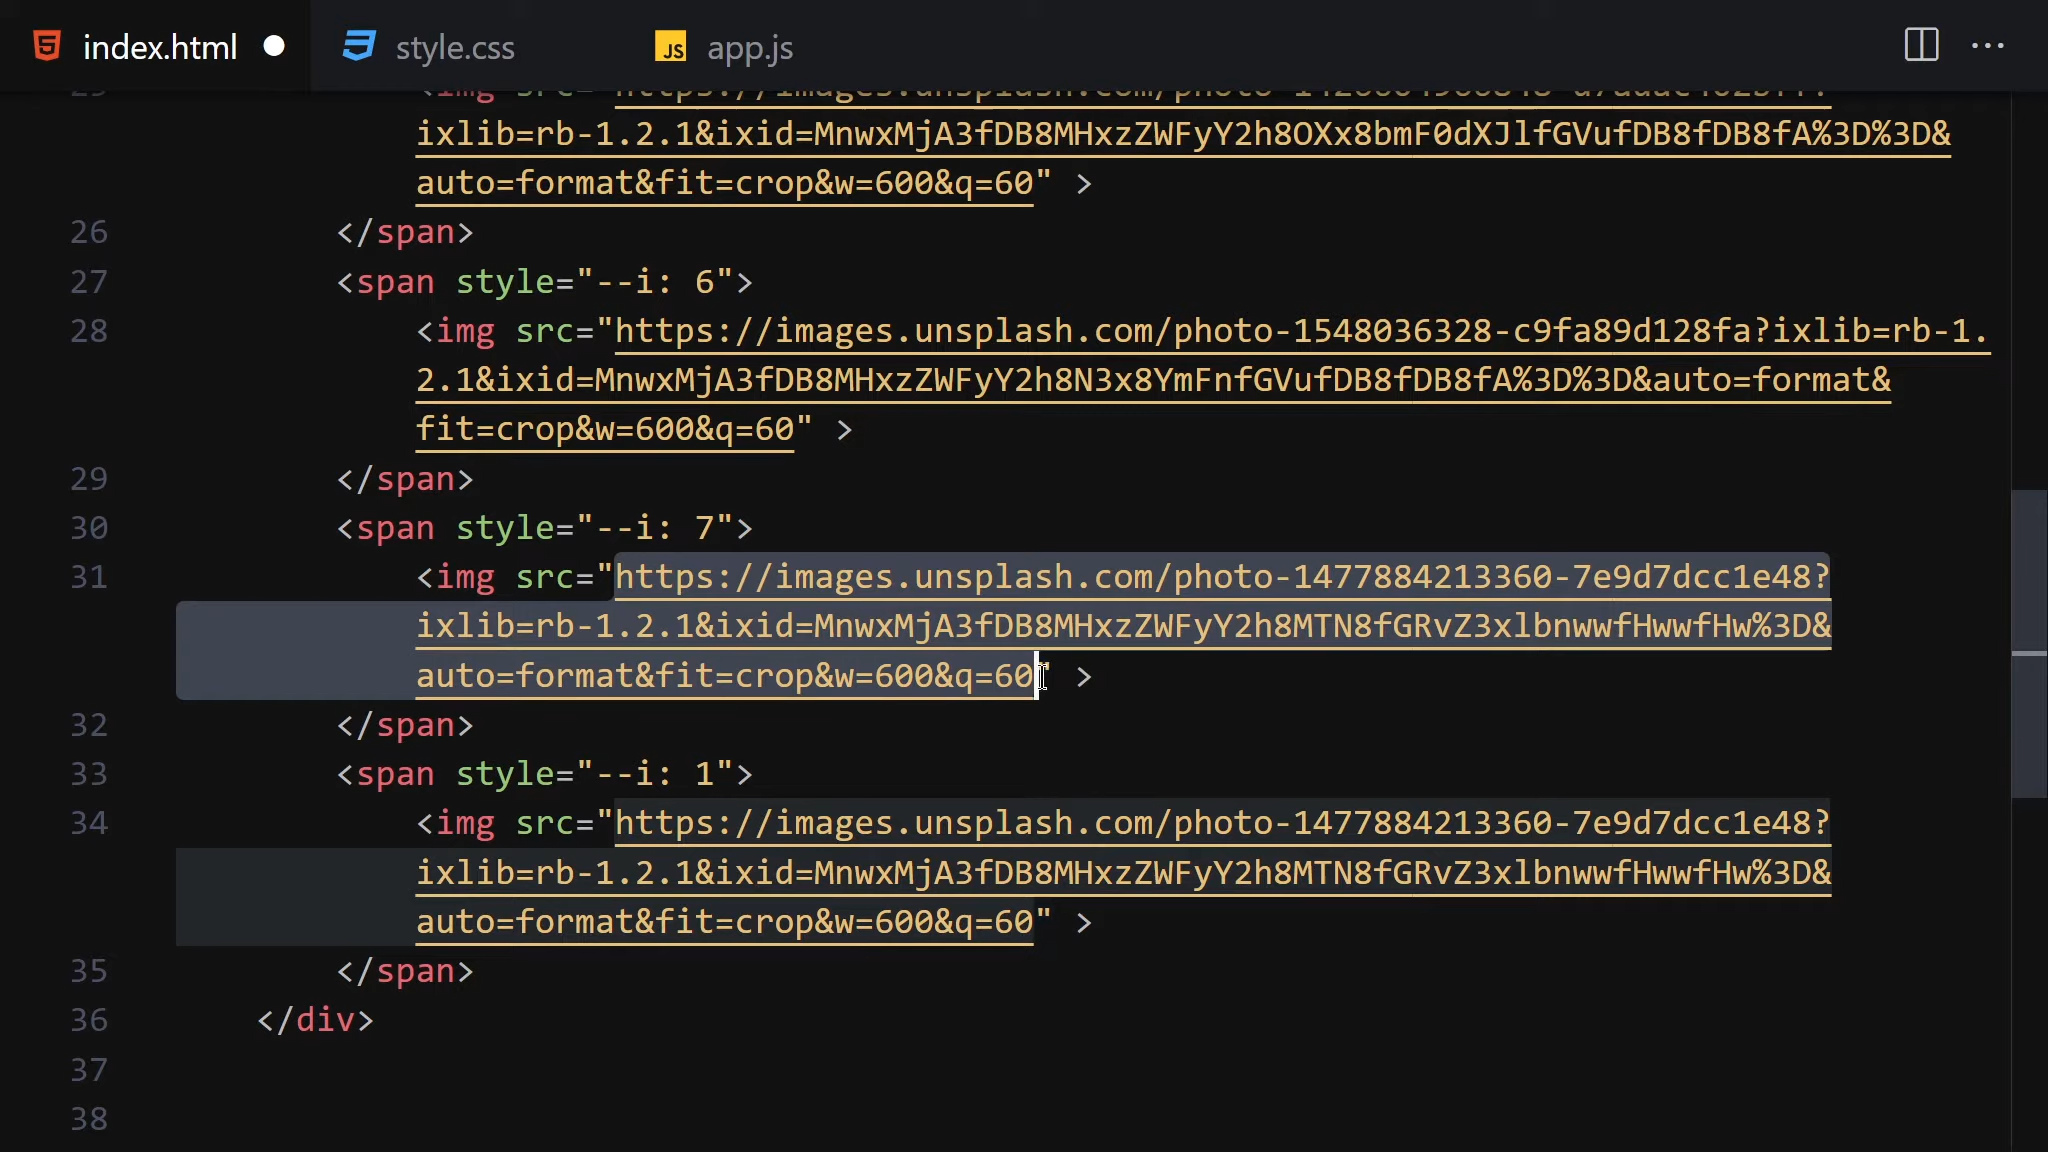 index.html
style.css
JS app.js
ixlib=rb-1.2.1&ixid=MnwxMjA3fDB8MHxzZWFyY2h8OXx8bmF0dXJlfGVufDB8fDB8fA%3D%3D&
auto=format&fit=crop&w=600&q=60" >
26 </span>
27 <span style="--i: 6">
28 <img src="https://images.unsplash.com/photo-1548036328-c9fa89d128fa?ixlib=rb-1.
2.1&ixid=MnwxMjA3fDB8MHxzZWFyY2h8N3x8YmFnfGVufDB8fDB8fA%3D%3D&auto=format&
fit=crop&w=600&q=60" >
29 </span>
30 <span style="--i: 7">
31 <img src="https://images.unsplash.com/photo-1477884213360-7e9d7dcc1e48?
ixlib=rb-1.2.1&ixid=MnwxMjA3fDB8MHxzZWFyY2h8MTN8fGRvZ3xlbnwwfHwwfHw%3D&
auto=format&fit=crop&w=600&q=60" >
32 </span>
33 <span style="--i: 1">
34 <img src="https://images.unsplash.com/photo-1477884213360-7e9d7dcc1e48?
ixlib=rb-1.2.1&ixid=MnwxMjA3fDB8MHxzZWFyY2h8MTN8fGRvZ3xlbnwwfHwwfHw%3D&
auto=format&fit=crop&w=600&q=60" >
35 </span>
36 </div>
37
38